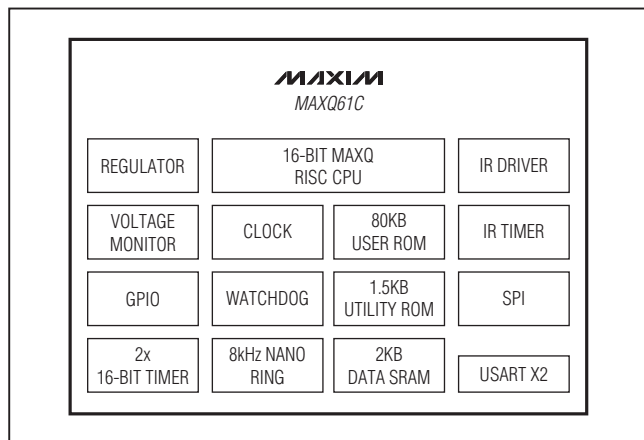 MAXIM
MAXQ61C
REGULATOR
16-BIT MAXQ
RISC CPU
IR DRIVER
VOLTAGE
MONITOR
CLOCK
80KB
USER ROM
IR TIMER
GPIO
WATCHDOG
1.5KB
UTILITY ROM
SPI
2x
16-BIT TIMER
8kHz NANO
RING
2KB
DATA SRAM
USART X2